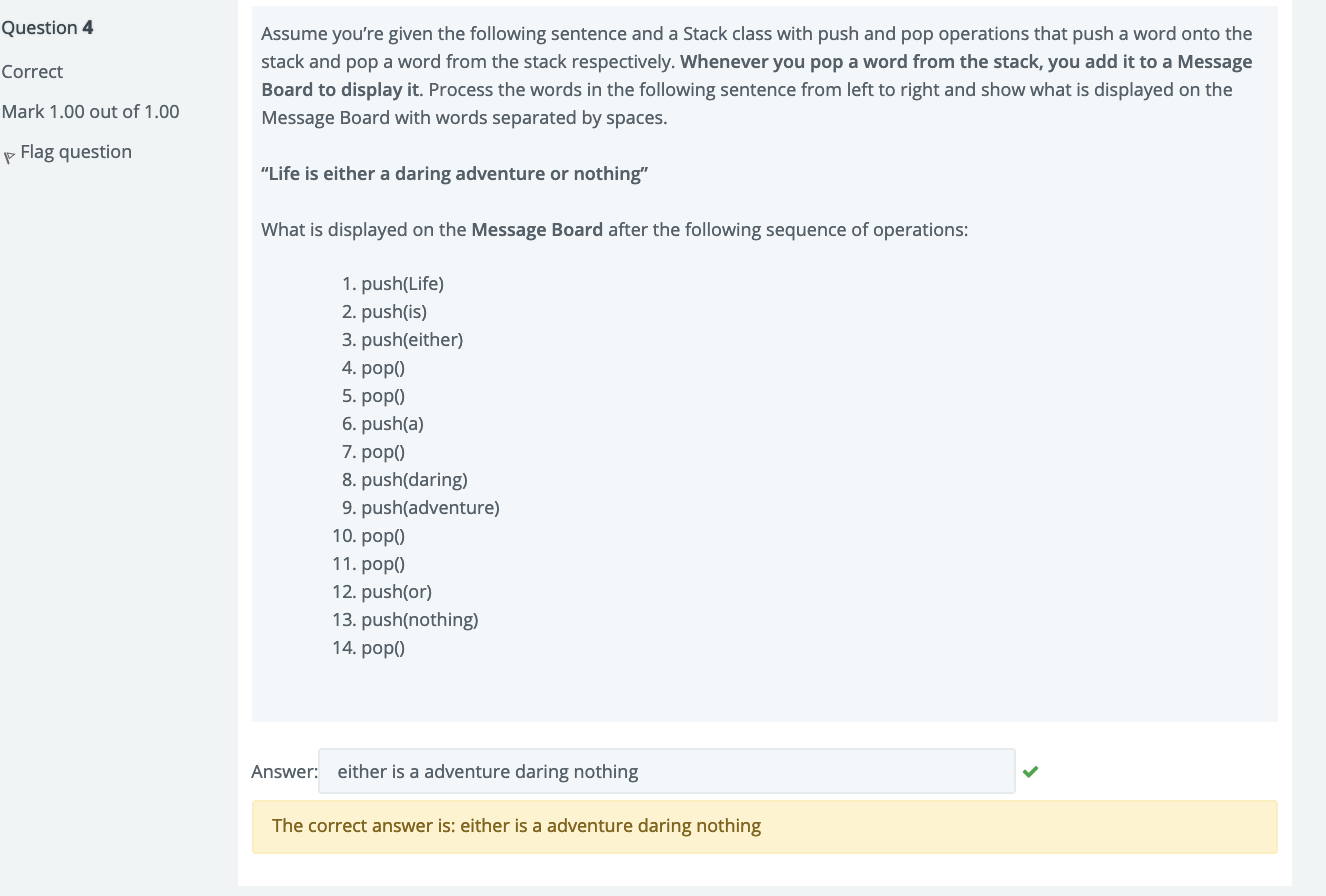 Question 4
Correct
Mark 1.00 out of 1.00
Flag question
Assume you’re given the following sentence and a Stack class with push and pop operations that push a word onto the
stack and pop a word from the stack respectively. Whenever you pop a word from the stack, you add it to a Message
Board to display it. Process the words in the following sentence from left to right and show what is displayed on the
Message Board with words separated by spaces.
“Life is either a daring adventure or nothing”
What is displayed on the Message Board after the following sequence of operations:
1. push(Life)
2. push(is)
3. push(either)
4. pop()
5. pop()
6. push(a)
7. pop()
8. push(daring)
9. push(adventure)
10. pop()
11. pop()
12. push(or)
13. push(nothing)
14. pop()
Answer: either is a adventure daring nothing
The correct answer is: either is a adventure daring nothing